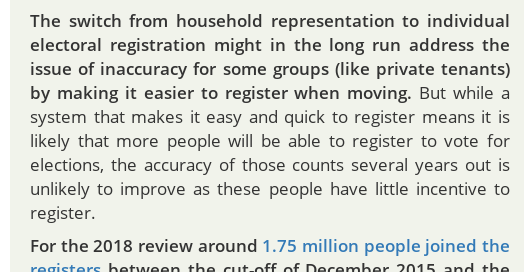 The switch from household representation to individual
electoral registration might in the long run address the
issue of inaccuracy for some groups (like private tenants)
by making it easier to register when moving. But while a
system that makes it easy and quick to register means it is
likely that more people will be able to register to vote for
elections, the accuracy of those counts several years out is
unlikely to improve as these people have little incentive to
register.
For the 2018 review around 1.75 million people joined the
registers between the cut-off of December 2015 and the